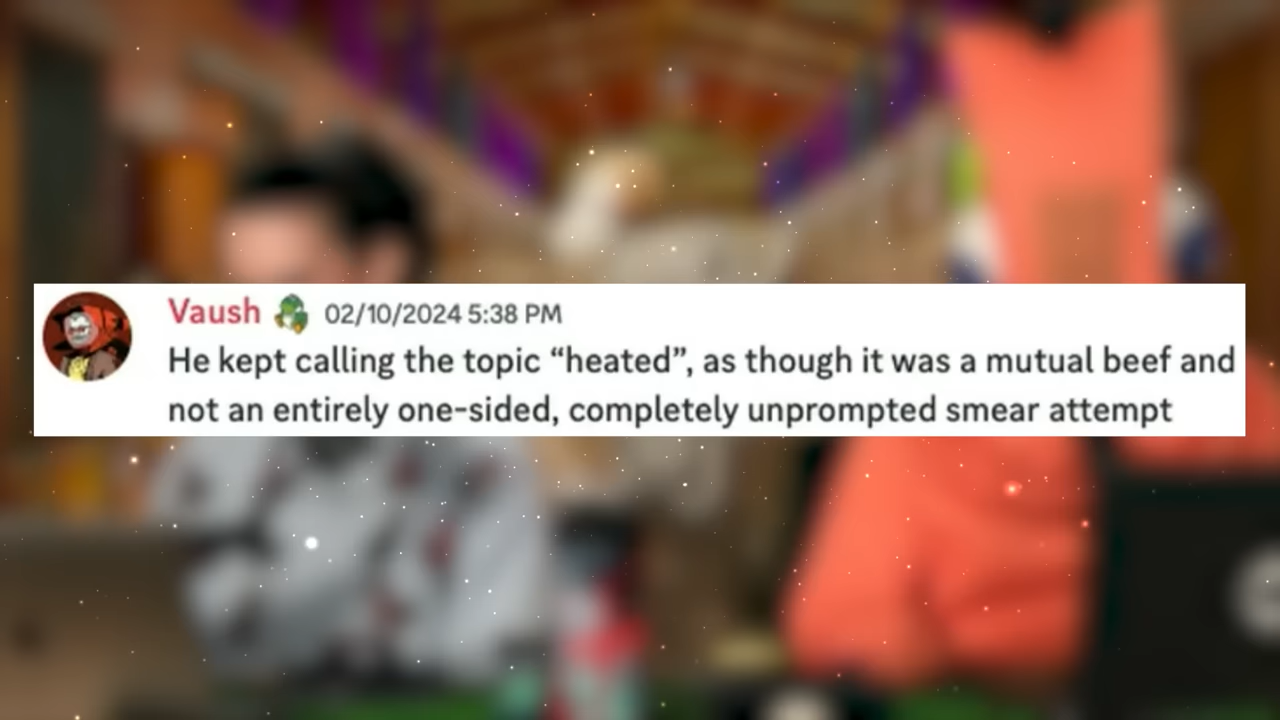 Vaush 02/10/2024 5:38 PM
He kept calling the topic “heated”, as though it was a mutual beef and
not an entirely one-sided, completely unprompted smear attempt